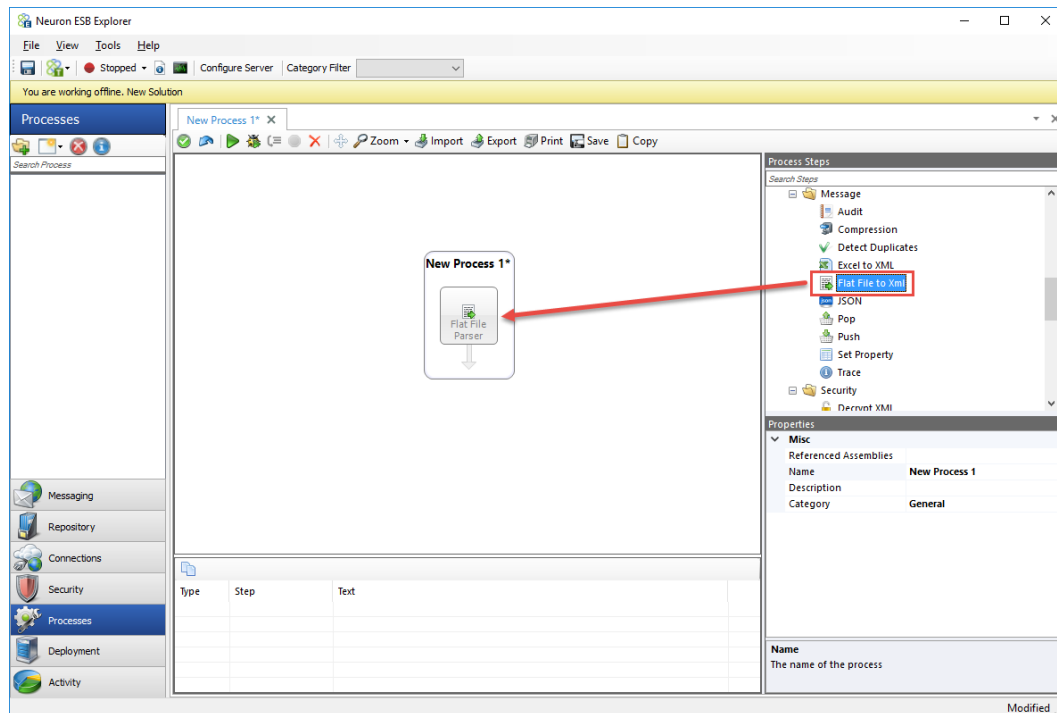 Neuron ESB Explorer
File View Tools Help
Stopped Configure Server Category Filter
You are working offline. New Solution
Processes
Search Process
New Process 1*
Zoom Import Export Print Save Copy
New Process 1*
Flat File
Parser
Process Steps
Search Steps
Message
Audit
Compression
Detect Duplicates
Excel to XML
Flat File to Xml
JSON
Pop
Push
Set Property
Trace
Security
Decrypt XML
Properties
Misc
Referenced Assemblies
Name New Process 1
Description
Category General
Messaging
Repository
Connections
Security
Processes
Deployment
Activity
Type Step Text
Name
The name of the process
Modified